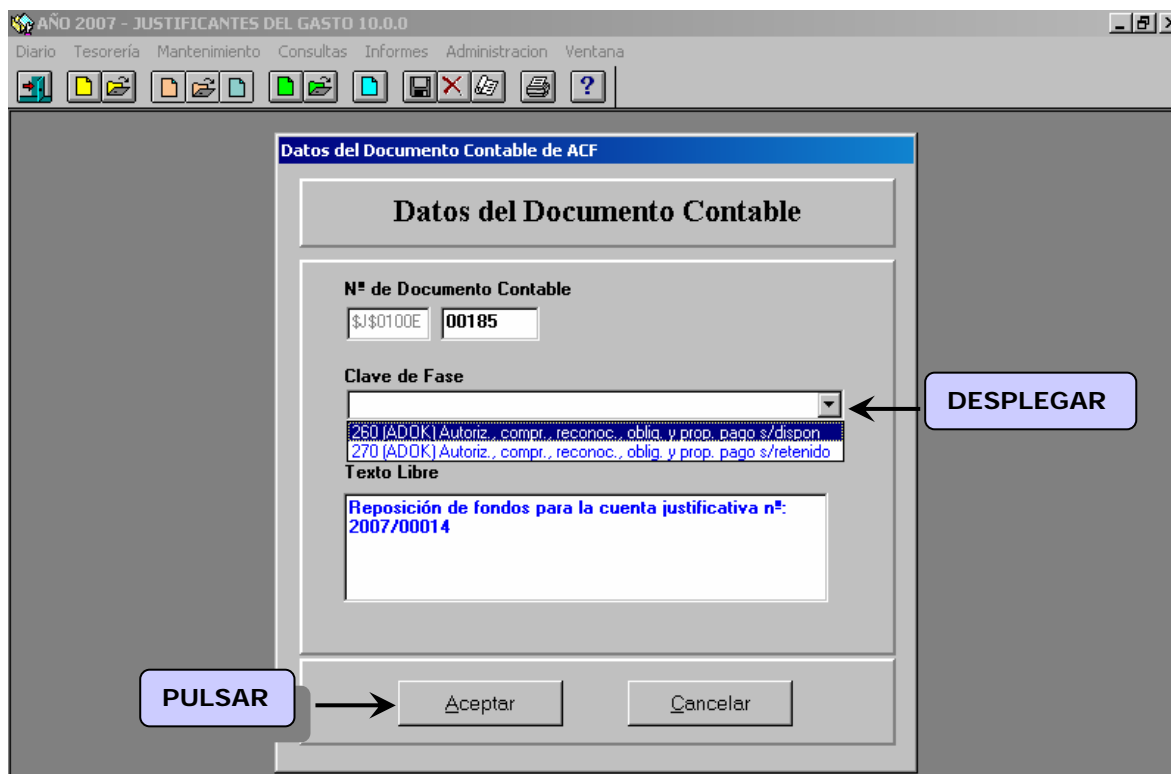 AÑO 2007 - JUSTIFICANTES DEL GASTO 10.0.0
Diario Tesorería Mantenimiento Consultas Informes Administracion Ventana
Datos del Documento Contable de ACF
Datos del Documento Contable
Nº de Documento Contable
$J$0100E 00185
Clave de Fase
DESPLEGAR
260 (ADOK) Autoriz., compr., reconoc., oblig. y prop. pago s/dispon
270 (ADOK) Autoriz., compr., reconoc., oblig. y prop. pago s/retenido
Texto Libre
Reposición de fondos para la cuenta justificativa nº:
2007/00014
PULSAR
Aceptar Cancelar